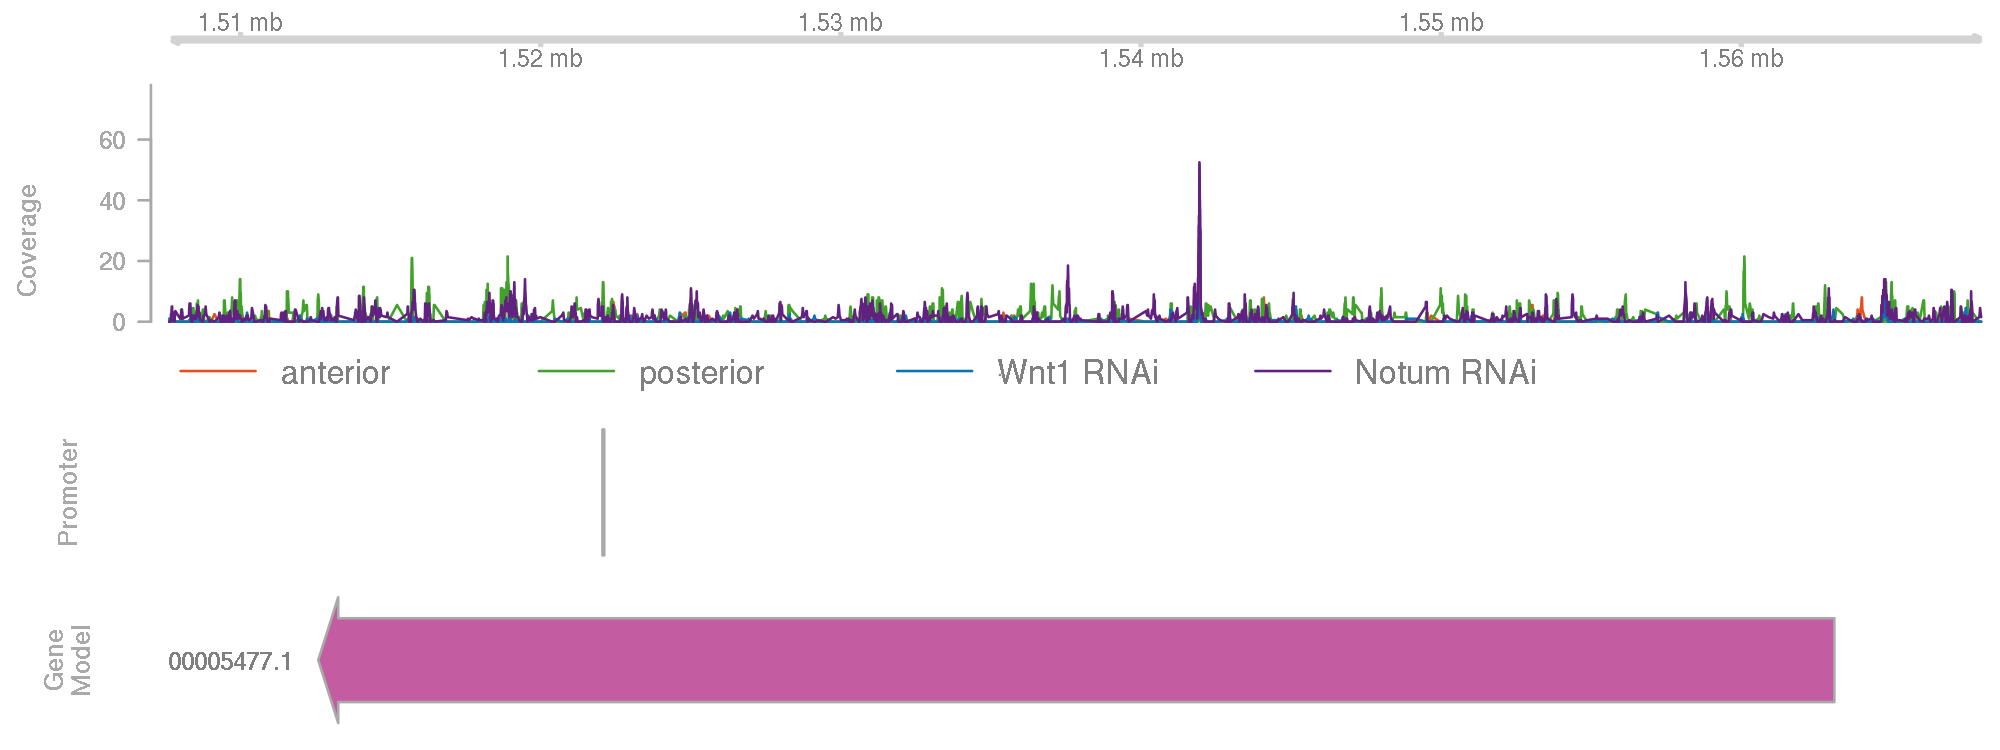 1.51 mb 1.53 mb 1.55 mb
1.52 mb 1.54 mb 1.56 mb
Coverage
60
40
20
0
anterior posterior Wnt1 RNAi Notum RNAi
Promoter
Gene
Model
00005477.1